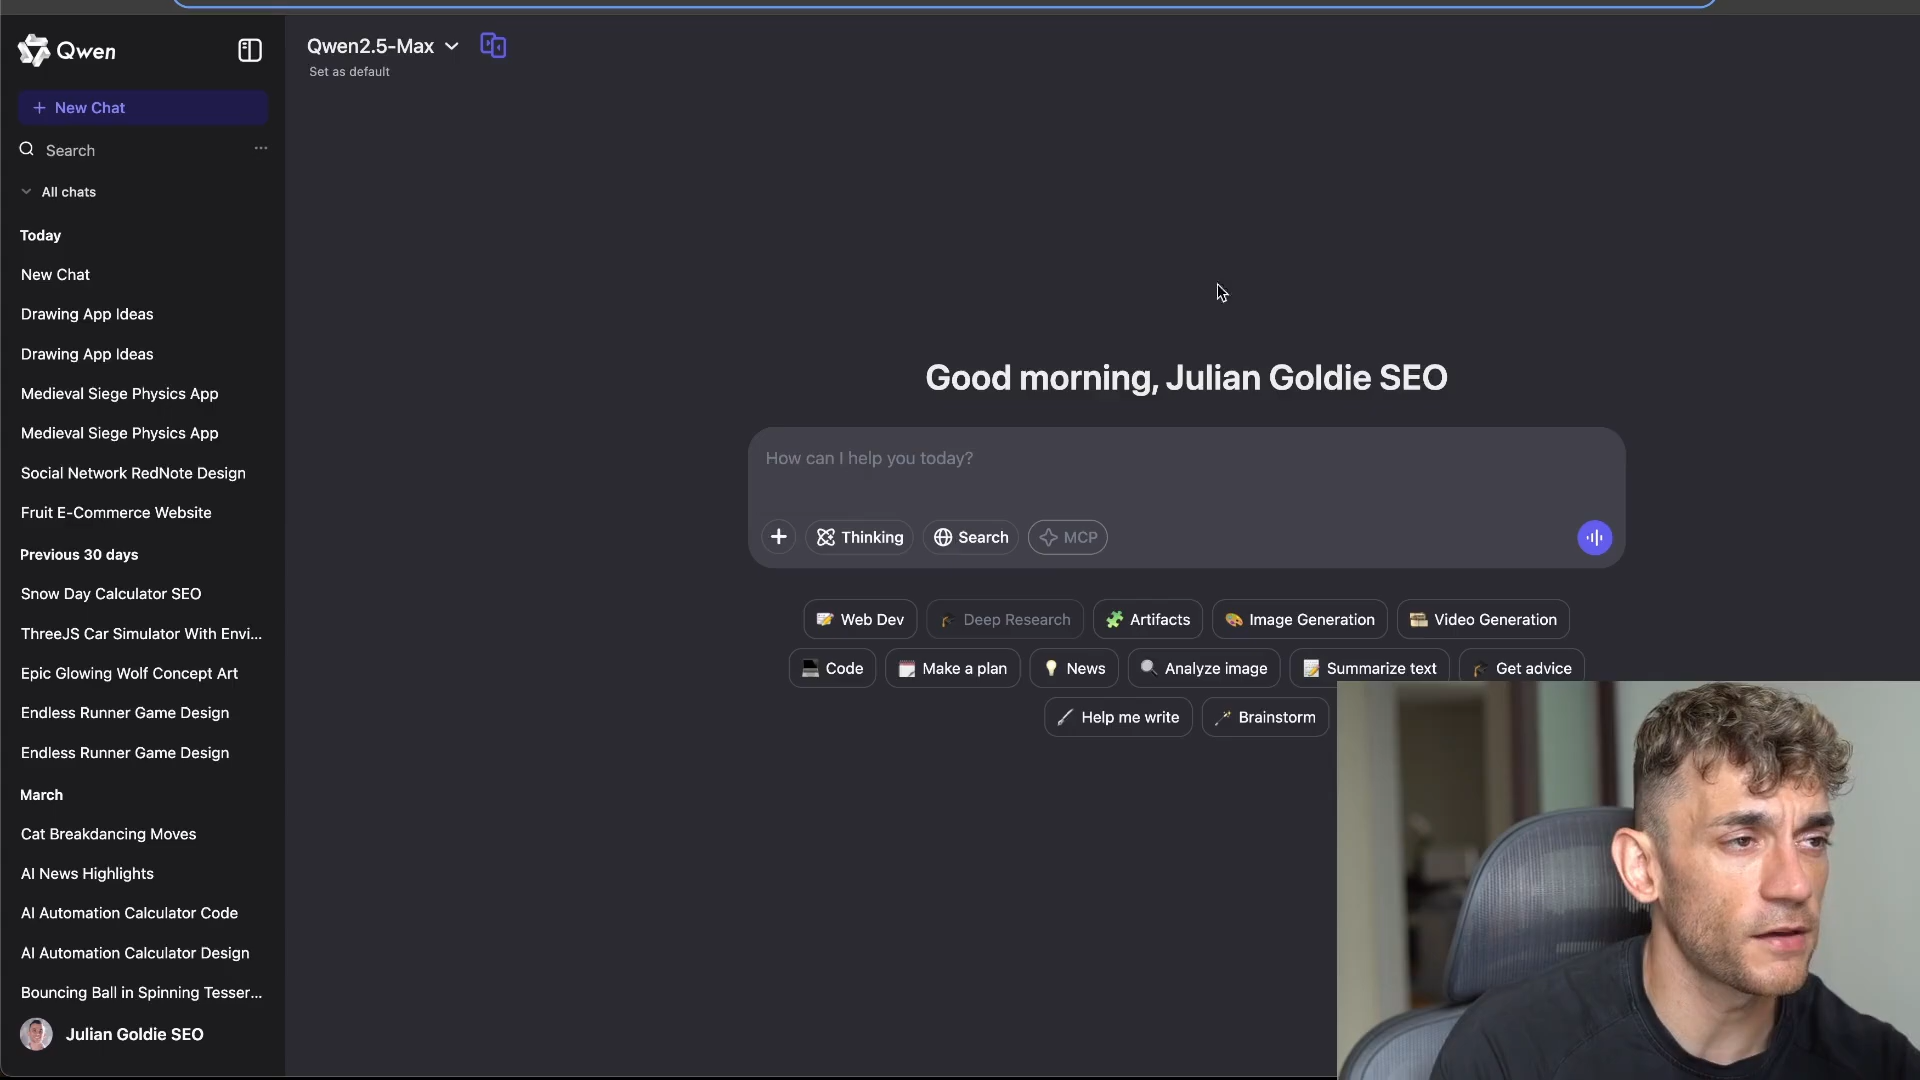 Qwen
New Chat
Search
All chats
Today
New Chat
Drawing App Ideas
Drawing App Ideas
Medieval Siege Physics App
Medieval Siege Physics App
Social Network RedNote Design
Fruit E-Commerce Website
Previous 30 days
Snow Day Calculator SEO
ThreeJS Car Simulator With Envi...
Epic Glowing Wolf Concept Art
Endless Runner Game Design
Endless Runner Game Design
March
Cat Breakdancing Moves
AI News Highlights
AI Automation Calculator Code
AI Automation Calculator Design
Bouncing Ball in Spinning Tesser...
Julian Goldie SEO
Qwen2.5-Max
Set as default
Good morning, Julian Goldie SEO
How can I help you today?
Thinking Search MCP
Web Dev Deep Research Artifacts Image Generation Video Generation
Code Make a plan News Analyze image Summarize text Get advice
Help me write Brainstorm